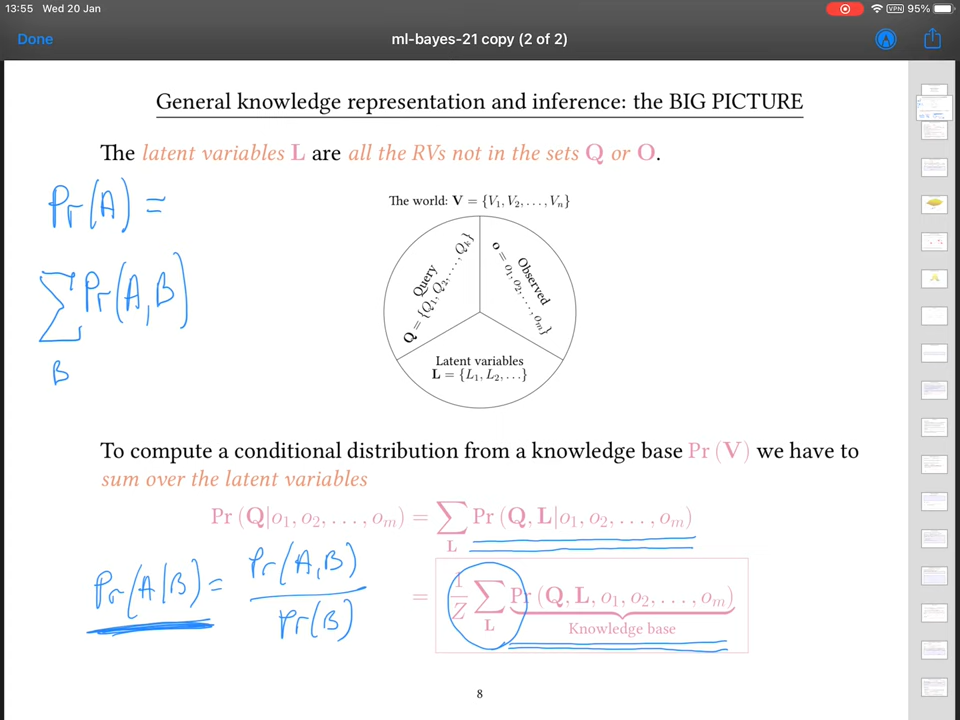 13:55 Wed 20 Jan VPN 95%
Done ml-bayes-21 copy (2 of 2)
General knowledge representation and inference: the BIG PICTURE
The latent variables L are all the RVs not in the sets Q or O.
Pr(A) =
∑ Pr(A,B)
B
The world: V = {V₁, V₂, . . . , Vₙ}
Query
Q = {Q₁, Q₂, . . . , Qₖ}
Observed
o = o₁, o₂, . . . , oₘ}
Latent variables
L = {L₁, L₂, . . .}
To compute a conditional distribution from a knowledge base Pr (V) we have to
sum over the latent variables
Pr (Q|o₁, o₂, . . . , oₘ) = ∑ Pr (Q, L|o₁, o₂, . . . , oₘ)
L
= 1/Z ∑ Pr (Q, L, o₁, o₂, . . . , oₘ)
L
Knowledge base
Pr(A|B) = Pr(A,B)
Pr(B)
8